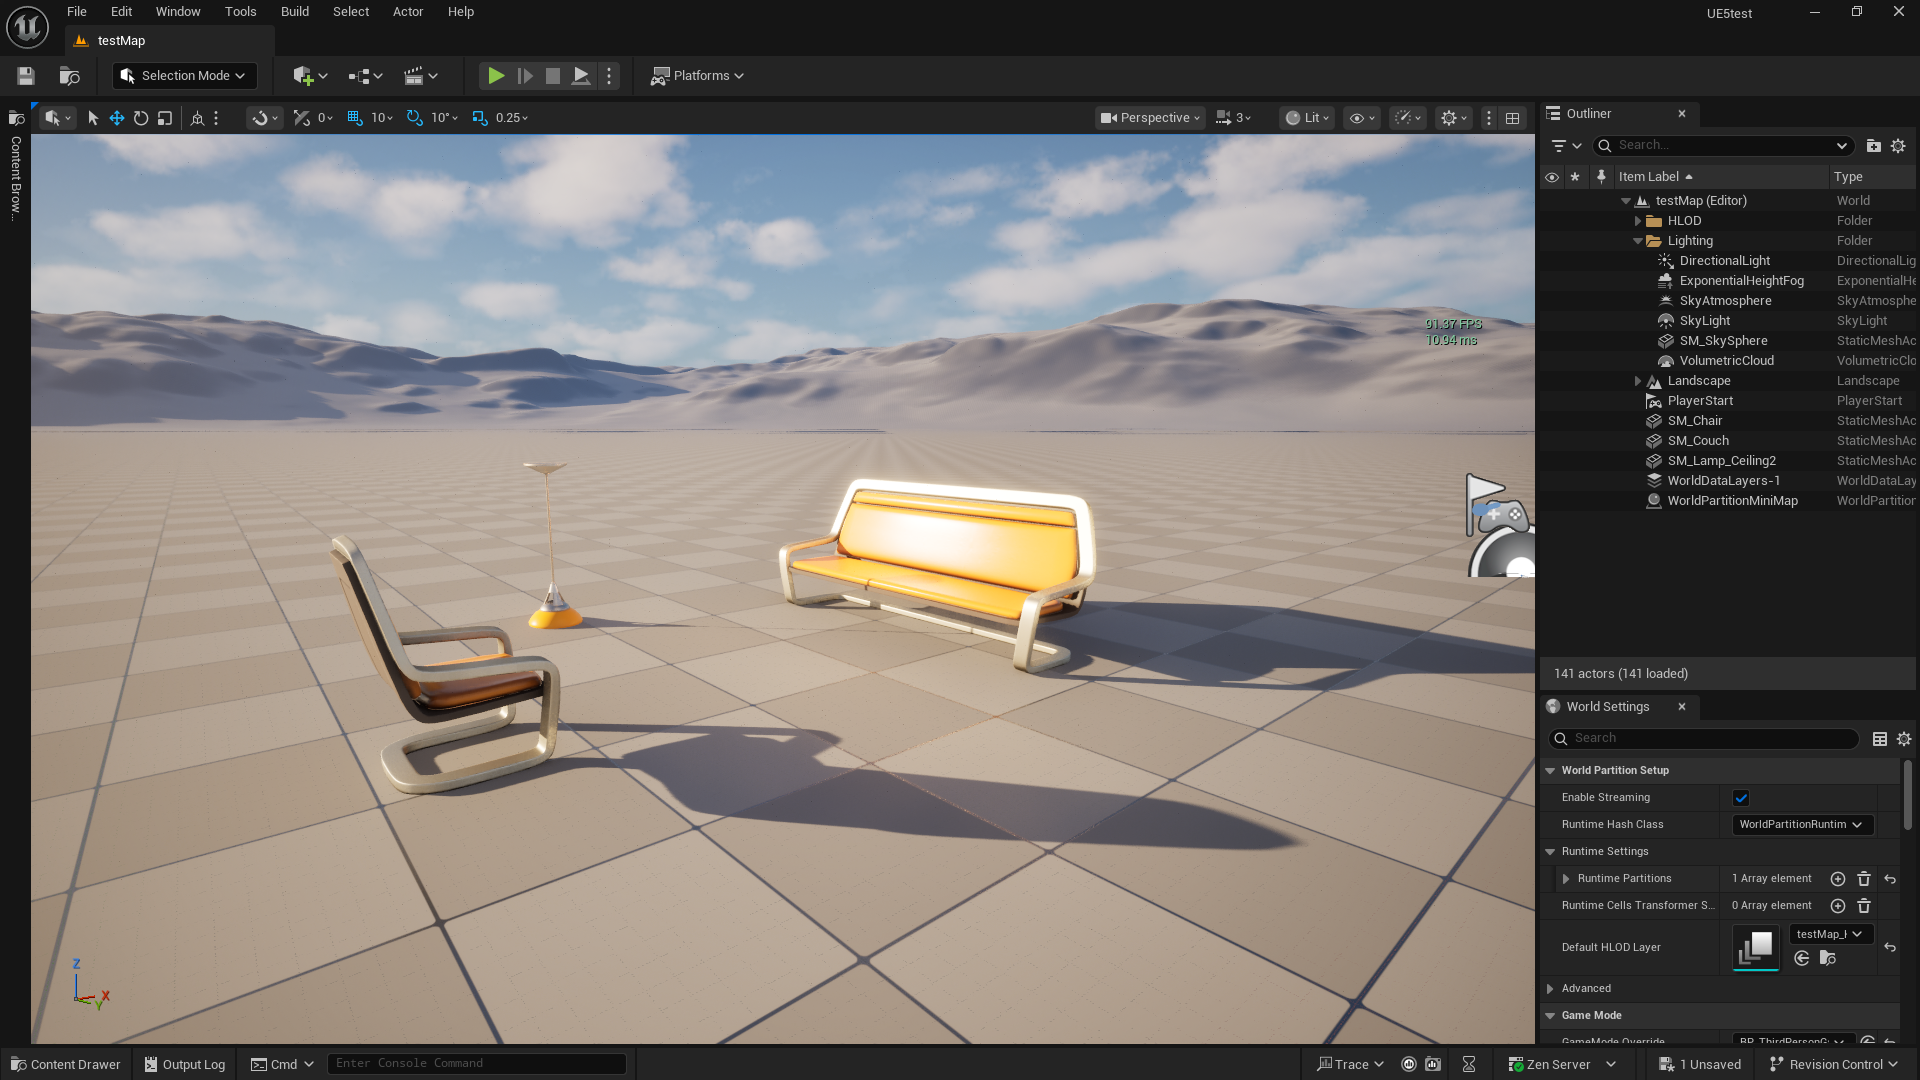 File Edit Window Tools Build Select Actor Help
UE5test
testMap
Selection Mode
Platforms
0 10 10° 0.25
Perspective 3 Lit
Content Brow...
91.37 FPS
10.94 ms
Z
X
Y
Outliner
Search...
Item Label Type
testMap (Editor) World
HLOD Folder
Lighting Folder
DirectionalLight DirectionalLig
ExponentialHeightFog ExponentialHe
SkyAtmosphere SkyAtmosphe
SkyLight SkyLight
SM_SkySphere StaticMeshAc
VolumetricCloud VolumetricClo
Landscape Landscape
PlayerStart PlayerStart
SM_Chair StaticMeshAc
SM_Couch StaticMeshAc
SM_Lamp_Ceiling2 StaticMeshAc
WorldDataLayers-1 WorldDataLay
WorldPartitionMiniMap WorldPartition
141 actors (141 loaded)
World Settings
Search
World Partition Setup
Enable Streaming
Runtime Hash Class WorldPartitionRuntim
Runtime Settings
Runtime Partitions 1 Array element
Runtime Cells Transformer S... 0 Array element
Default HLOD Layer testMap_H
Advanced
Game Mode
GameMode Override BP_ThirdPersonG
Content Drawer Output Log Cmd Enter Console Command
Trace Zen Server 1 Unsaved Revision Control